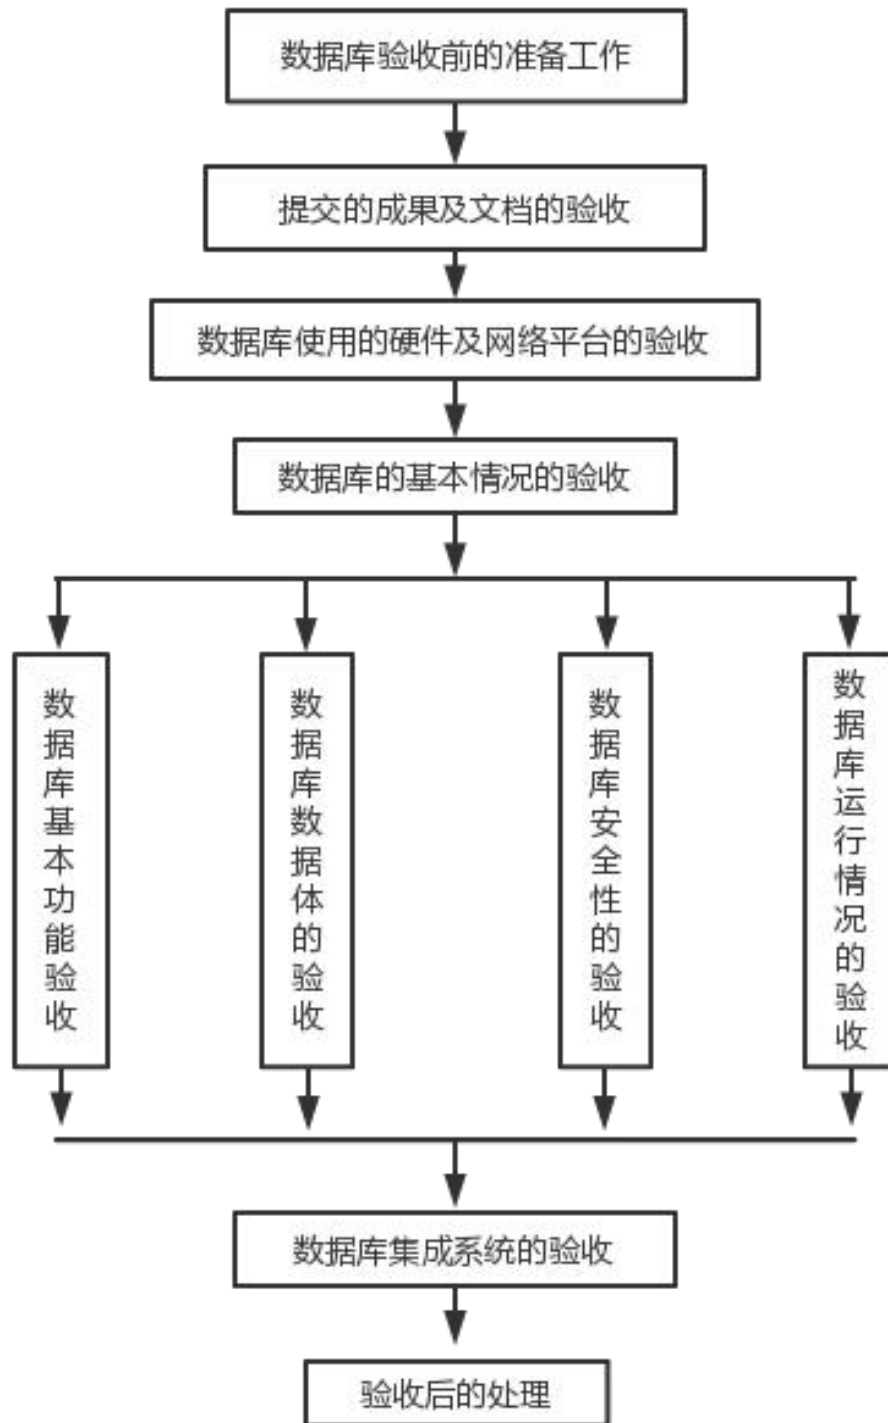 数据库验收前的准备工作
提交的成果及文档的验收
数据库使用的硬件及网络平台的验收
数据库的基本情况的验收
数据库基本功能验收
数据库数据体的验收
数据库安全性的验收
数据库运行情况的验收
数据库集成系统的验收
验收后的处理